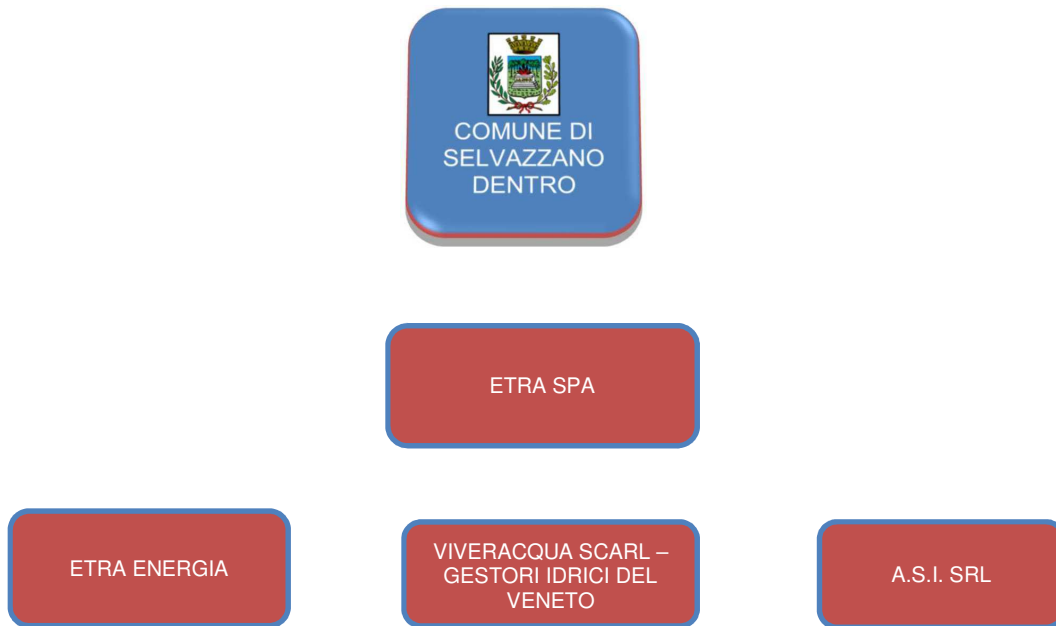 COMUNE DI
SELVAZZANO
DENTRO
ETRA SPA
ETRA ENERGIA
VIVERACQUA SCARL –
GESTORI IDRICI DEL
VENETO
A.S.I. SRL